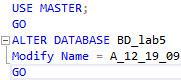 USE MASTER;
GO
ALTER DATABASE BD_lab5
Modify Name = A_12_19_09
GO